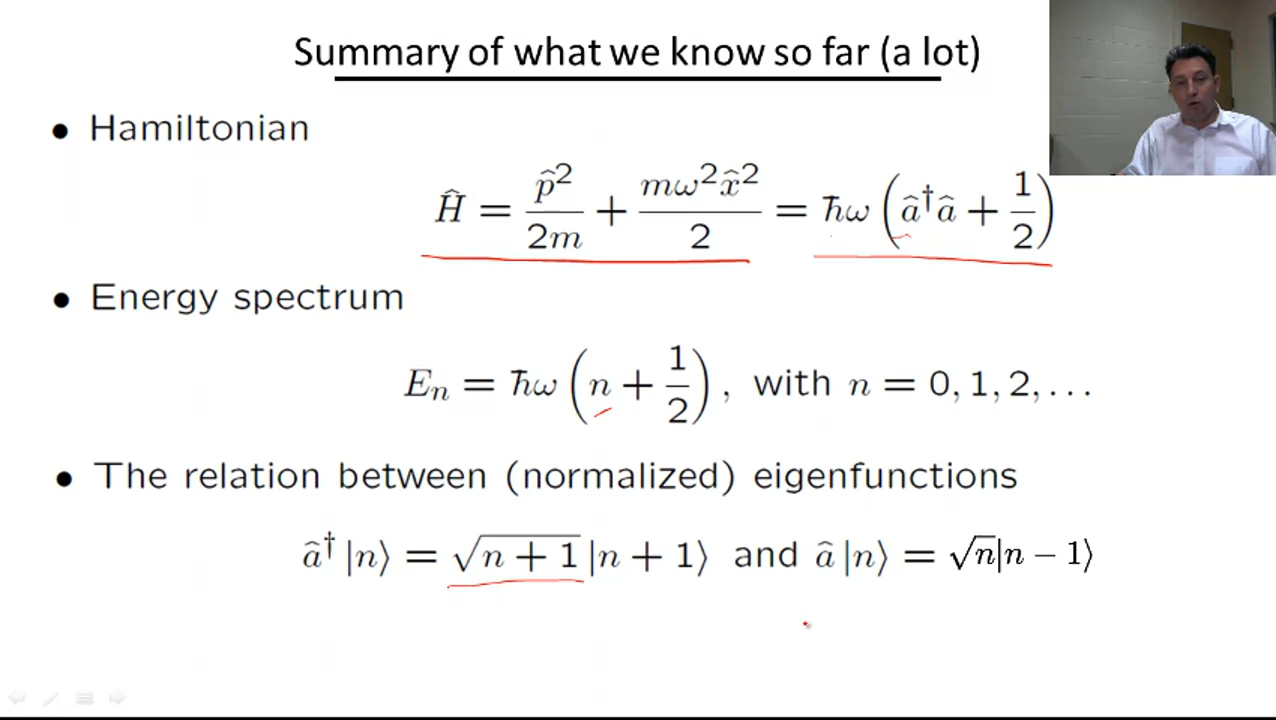 Summary of what we know so far (a lot)
• Hamiltonian
Ĥ = p̂²/2m + mω²x̂²/2 = ħω (â†â + 1/2)
• Energy spectrum
Eₙ = ħω (n + 1/2), with n = 0, 1, 2, . . .
• The relation between (normalized) eigenfunctions
â† |n⟩ = √(n + 1) |n + 1⟩ and â |n⟩ = √n|n − 1⟩